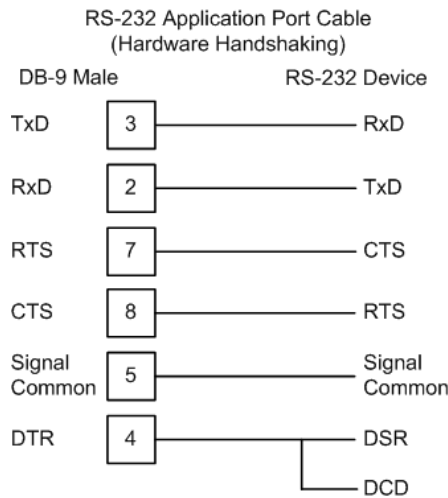 RS-232 Application Port Cable
(Hardware Handshaking)
DB-9 Male RS-232 Device
TxD 3 RxD
RxD 2 TxD
RTS 7 CTS
CTS 8 RTS
Signal Common 5 Signal Common
DTR 4 DSR
DCD